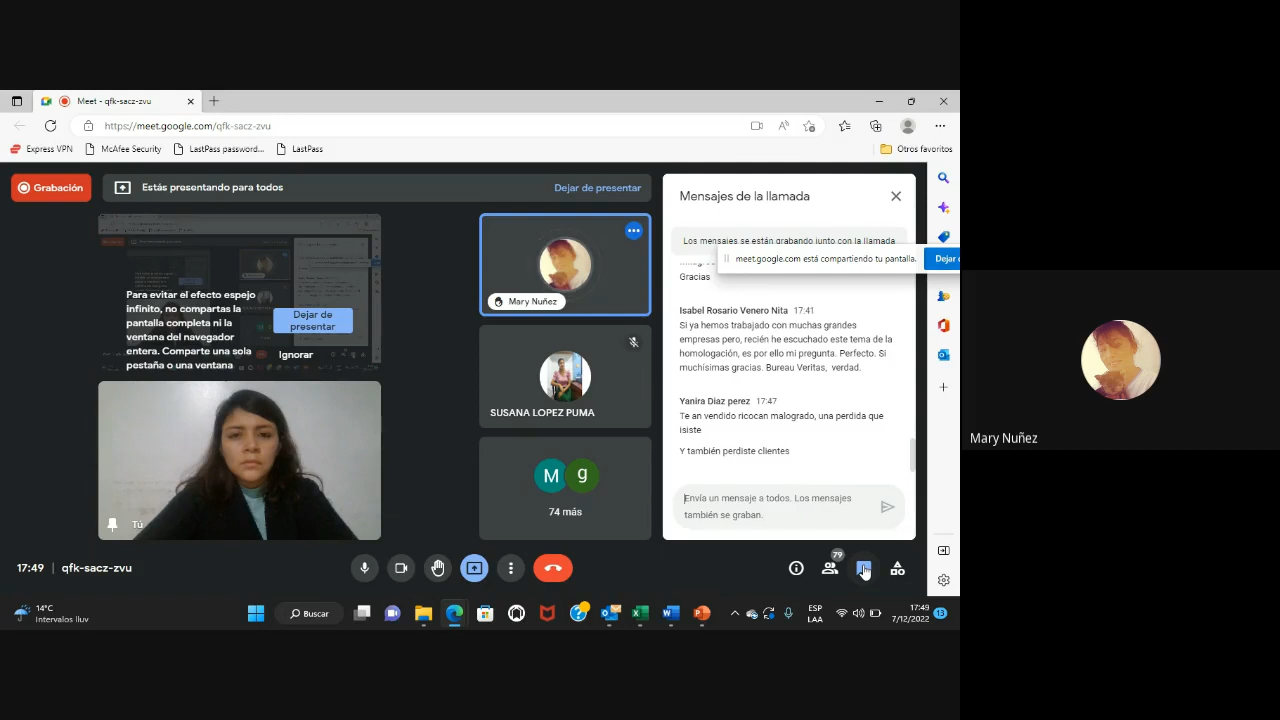 Meet - qfk-sacz-zvu
https://meet.google.com/qfk-sacz-zvu
Express VPN
McAfee Security
LastPass password...
LastPass
Otros favoritos
Grabación
Estás presentando para todos
Dejar de presentar
Para evitar el efecto espejo
infinito, no compartas la
pantalla completa ni la
ventana del navegador
entera. Comparte una sola
pestaña o una ventana
Dejar de
presentar
Ignorar
Tú
Mary Nuñez
SUSANA LOPEZ PUMA
M
g
74 más
Mensajes de la llamada
Los mensajes se están grabando junto con la llamada
meet.google.com está compartiendo tu pantalla.
Dejar
Gracias
Isabel Rosario Venero Nita 17:41
Si ya hemos trabajado con muchas grandes
empresas pero, recién he escuchado este tema de la
homologación, es por ello mi pregunta. Perfecto. Si
muchísimas gracias. Bureau Veritas, verdad.
Yanira Diaz perez 17:47
Te an vendido ricocan malogrado, una perdida que
isiste
Y también perdiste clientes
Envía un mensaje a todos. Los mensajes
también se graban.
17:49 | qfk-sacz-zvu
79
14°C
Intervalos lluv
Buscar
ESP
LAA
17:49
7/12/2022
13
Mary Nuñez